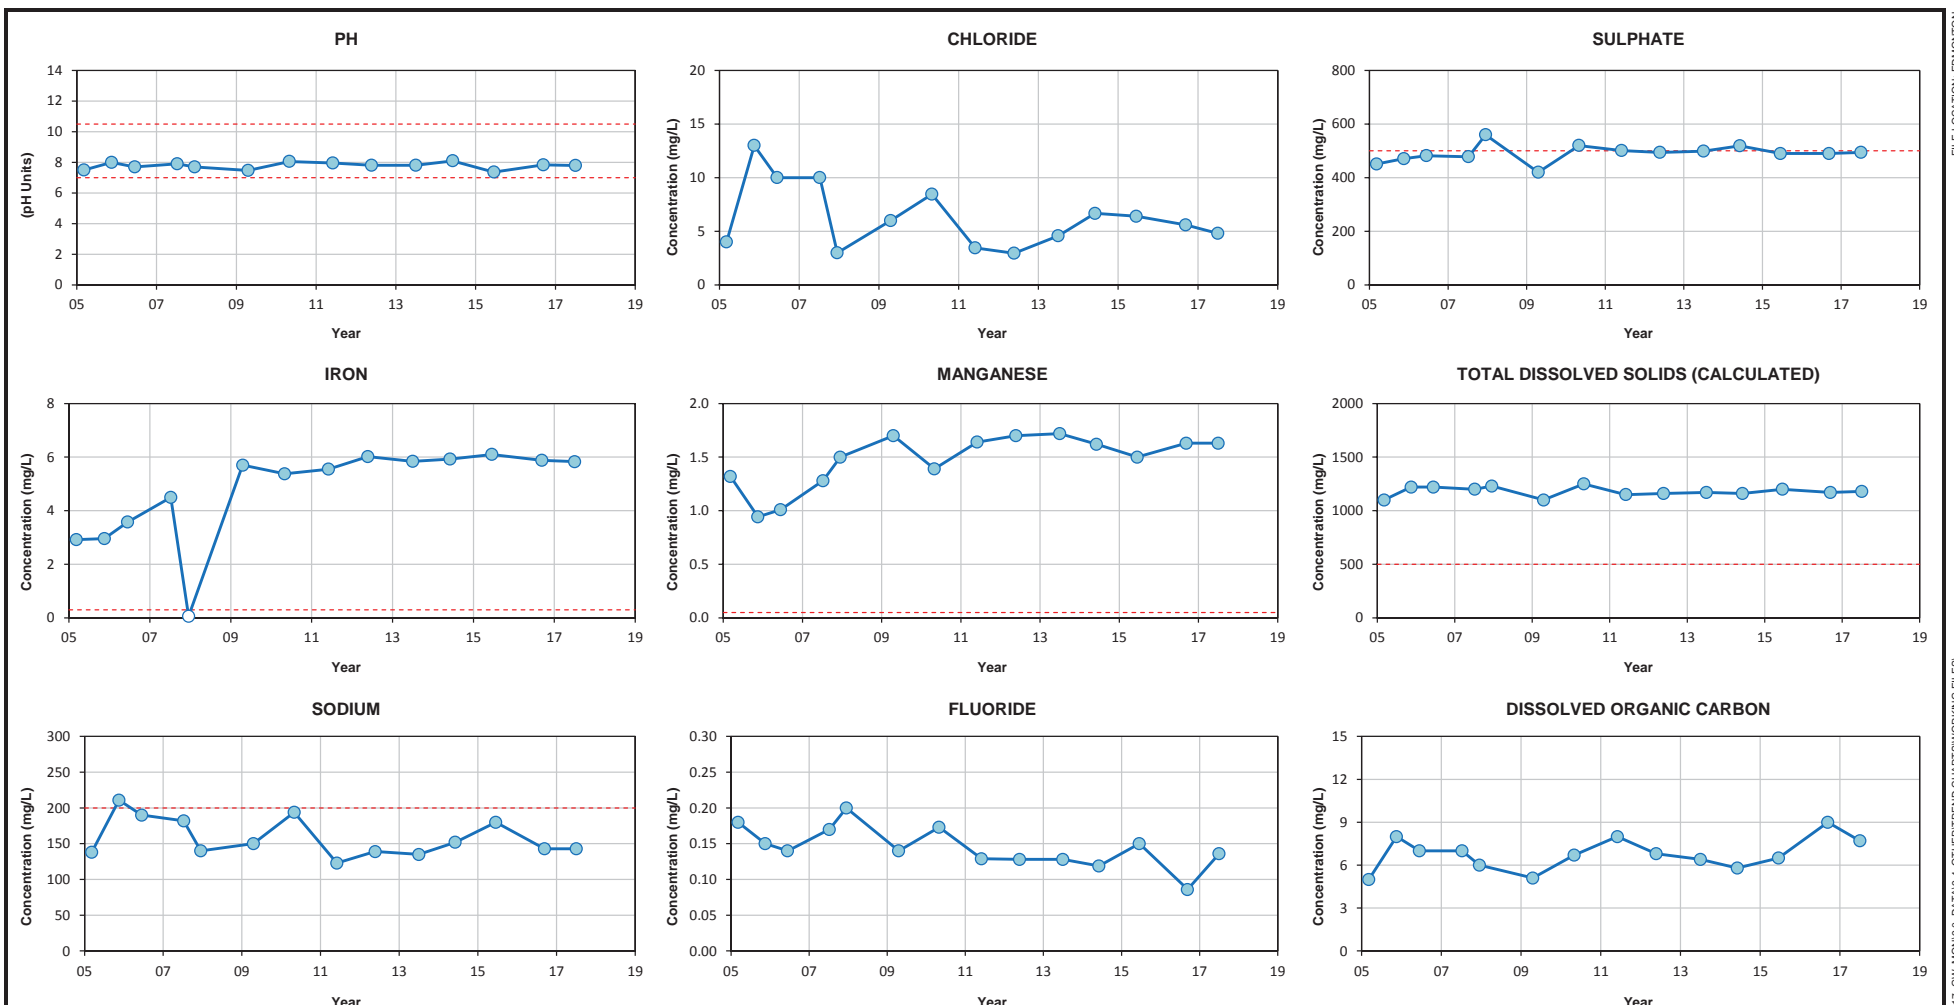 PH
CHLORIDE
SULPHATE
14
12
10
8
6
4
2
0
(pH Units)
05 07 09 11 13 15 17 19
Year
20
15
10
5
0
Concentration (mg/L)
05 07 09 11 13 15 17 19
Year
800
600
400
200
0
Concentration (mg/L)
05 07 09 11 13 15 17 19
Year
IRON
MANGANESE
TOTAL DISSOLVED SOLIDS (CALCULATED)
8
6
4
2
0
Concentration (mg/L)
05 07 09 11 13 15 17 19
Year
2.0
1.5
1.0
0.5
0.0
Concentration (mg/L)
05 07 09 11 13 15 17 19
Year
2000
1500
1000
500
0
Concentration (mg/L)
05 07 09 11 13 15 17 19
Year
SODIUM
FLUORIDE
DISSOLVED ORGANIC CARBON
300
250
200
150
100
50
0
Concentration (mg/L)
05 07 09 11 13 15 17 19
Year
0.30
0.25
0.20
0.15
0.10
0.05
0.00
Concentration (mg/L)
05 07 09 11 13 15 17 19
Year
15
12
9
6
3
0
Concentration (mg/L)
05 07 09 11 13 15 17 19
Year